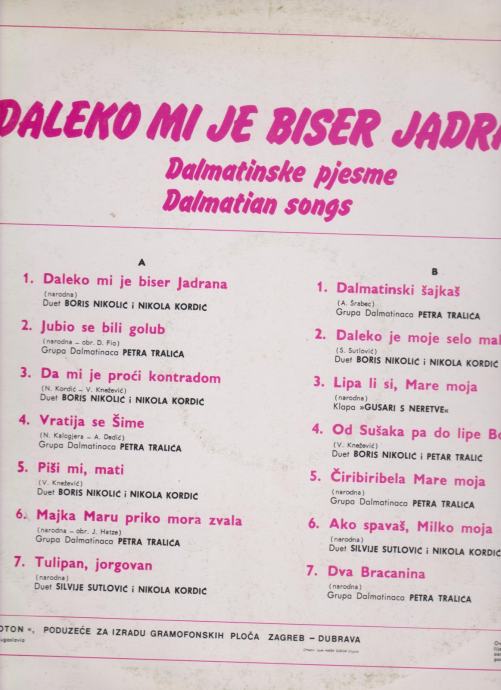 DALEKO MI JE BISER JADR
Dalmatinske pjesme
Dalmatian songs
A
1. Daleko mi je biser Jadrana
(narodna)
Duet BORIS NIKOLIĆ i NIKOLA KORDIĆ
2. Jubio se bili golub
(narodna – obr. D. Fio)
Grupa Dalmatinaca PETRA TRALIĆA
3. Da mi je proći kontradom
(N. Kordić – V. Knežević)
Duet BORIS NIKOLIĆ i NIKOLA KORDIĆ
4. Vratija se Šime
(N. Kalogjera – A. Dedić)
Grupa Dalmatinaca PETRA TRALIĆA
5. Piši mi, mati
(V. Knežević)
Duet BORIS NIKOLIĆ i NIKOLA KORDIĆ
6. Majka Maru priko mora zvala
(narodna – obr. J. Hatze)
Grupa Dalmatinaca PETRA TRALIĆA
7. Tulipan, jorgovan
(narodna)
Duet SILVIJE SUTLOVIĆ i NIKOLA KORDIĆ
B
1. Dalmatinski šajkaš
(A. Srabec)
Grupa Dalmatinaca PETRA TRALIĆA
2. Daleko je moje selo mal
(S. Sutlović)
Duet BORIS NIKOLIĆ i NIKOLA KORDIĆ
3. Lipa li si, Mare moja
(narodna)
Klapa »GUSARI S NERETVE«
4. Od Sušaka pa do lipe Bo
(V. Knežević)
Duet BORIS NIKOLIĆ i PETAR TRALIĆ
5. Ćiribiribela Mare moja
(narodna)
Grupa Dalmatinaca PETRA TRALIĆA
6. Ako spavaš, Milko moja
(narodna)
Duet SILVIJE SUTLOVIĆ i NIKOLA KORDIĆ
7. Dva Bracanina
(narodna)
Grupa Dalmatinaca PETRA TRALIĆA
OTON«, PODUZEĆE ZA IZRADU GRAMOFONSKIH PLOČA ZAGREB – DUBRAVA
ugoslavia